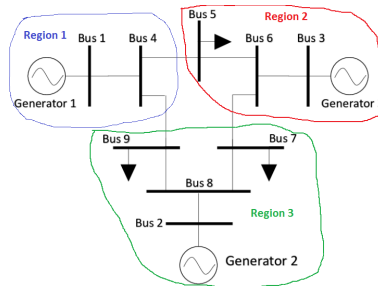 Bus 5
Region 2
Region 1
Bus 1
Bus 4
Bus 6
Bus 3
Generator 1
Generator
Bus 9
Bus 7
Bus 8
Region 3
Bus 2
Generator 2